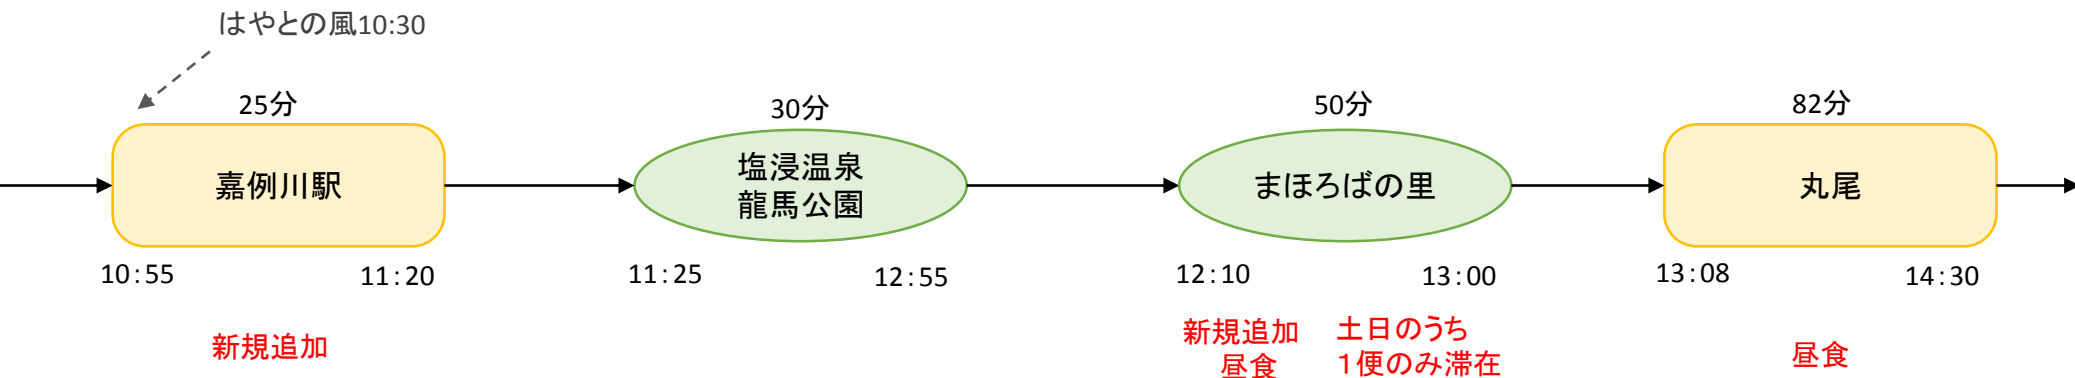 はやとの風10:30
25分
30分
50分
82分
嘉例川駅
塩浸温泉
龍馬公園
まほろばの里
丸尾
10:55
11:20
11:25
12:55
12:10
13:00
13:08
14:30
新規追加
新規追加
昼食
土日のうち
１便のみ滞在
昼食